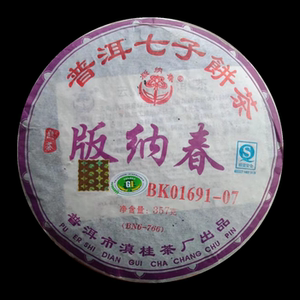 普洱七子餅茶
版纳春
BK01691-07
净含量：357克
普洱市滇桂茶厂出品
PU ER SHI DIAN GUI CHA CHANG CHU PIN